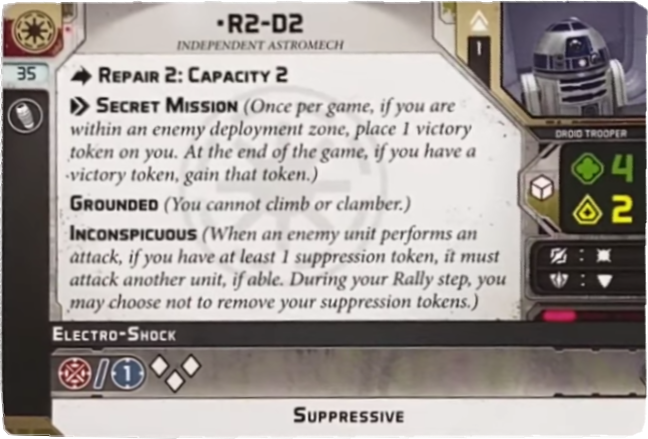 •R2-D2
INDEPENDENT ASTROMECH
1
35
REPAIR 2: CAPACITY 2
SECRET MISSION (Once per game, if you are
within an enemy deployment zone, place 1 victory
token on you. At the end of the game, if you have a
victory token, gain that token.)
GROUNDED (You cannot climb or clamber.)
INCONSPICUOUS (When an enemy unit performs an
attack, if you have at least 1 suppression token, it must
attack another unit, if able. During your Rally step, you
may choose not to remove your suppression tokens.)
DROID TROOPER
4
2
:
:
ELECTRO-SHOCK
/ 1
SUPPRESSIVE